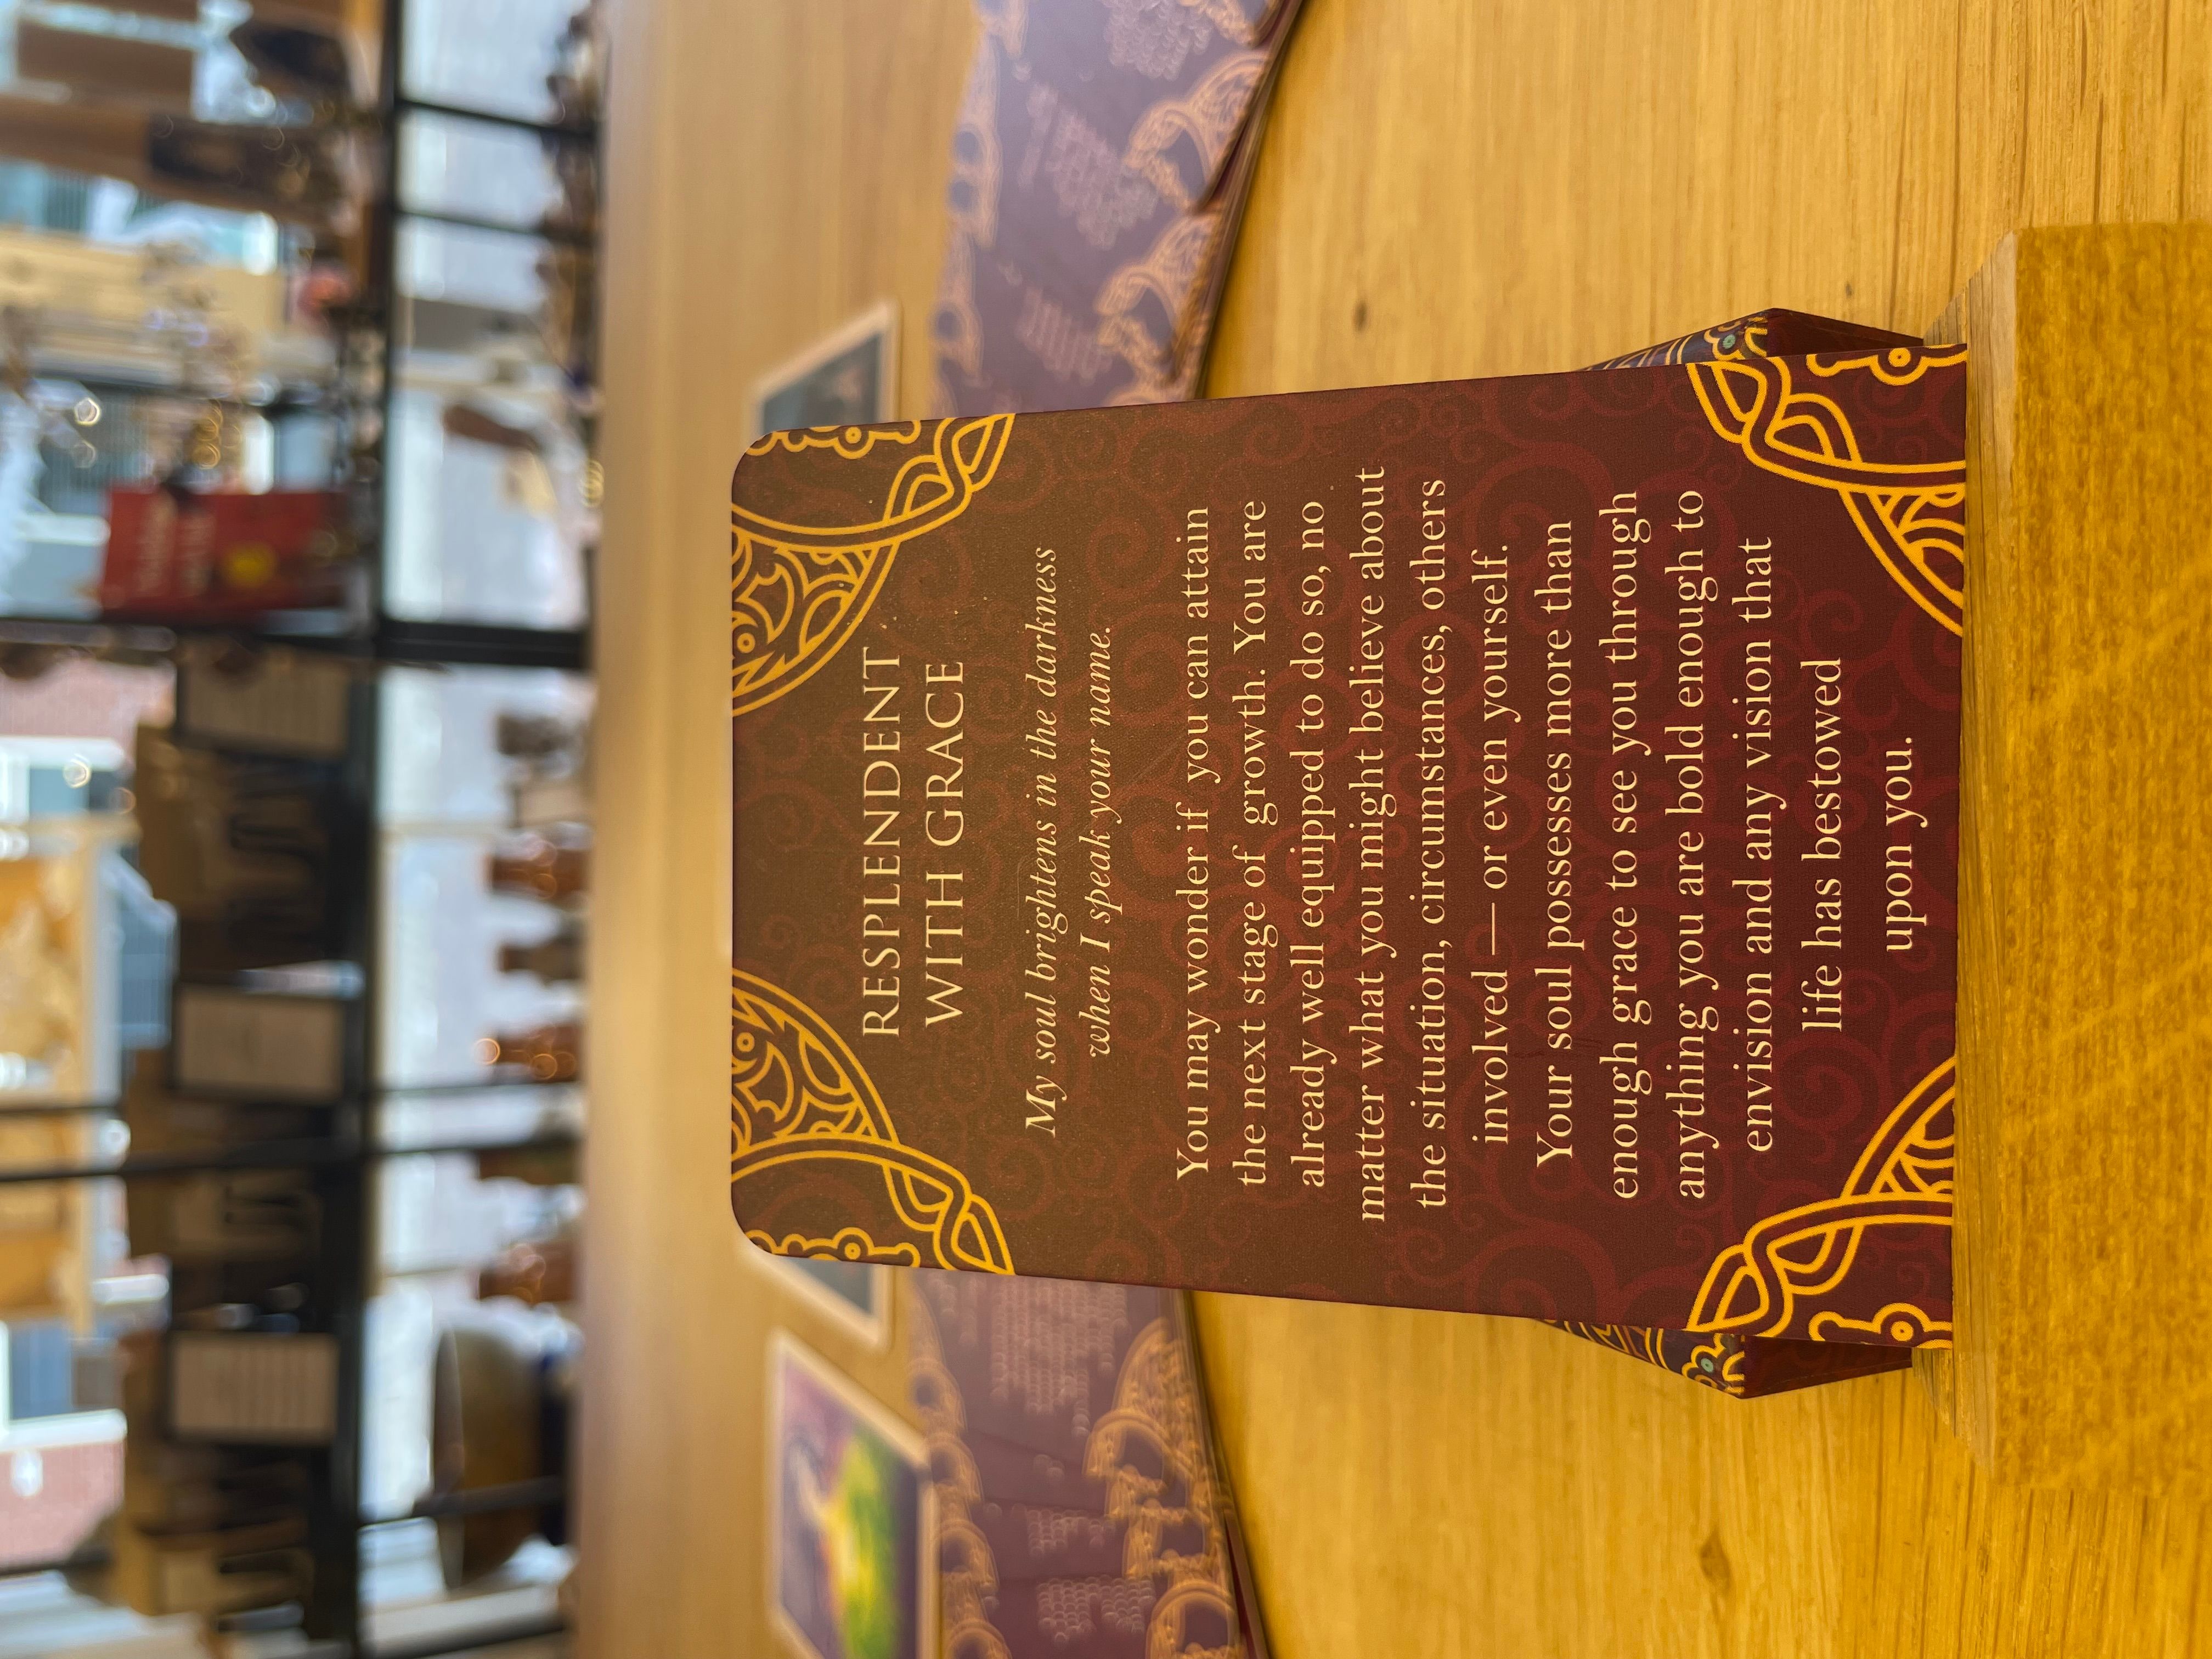 RESPLENDENT
WITH GRACE
My soul brightens in the darkness
when I speak your name.
You may wonder if you can attain
the next stage of growth. You are
already well equipped to do so, no
matter what you might believe about
the situation, circumstances, others
involved — or even yourself.
Your soul possesses more than
enough grace to see you through
anything you are bold enough to
envision and any vision that
life has bestowed
upon you.